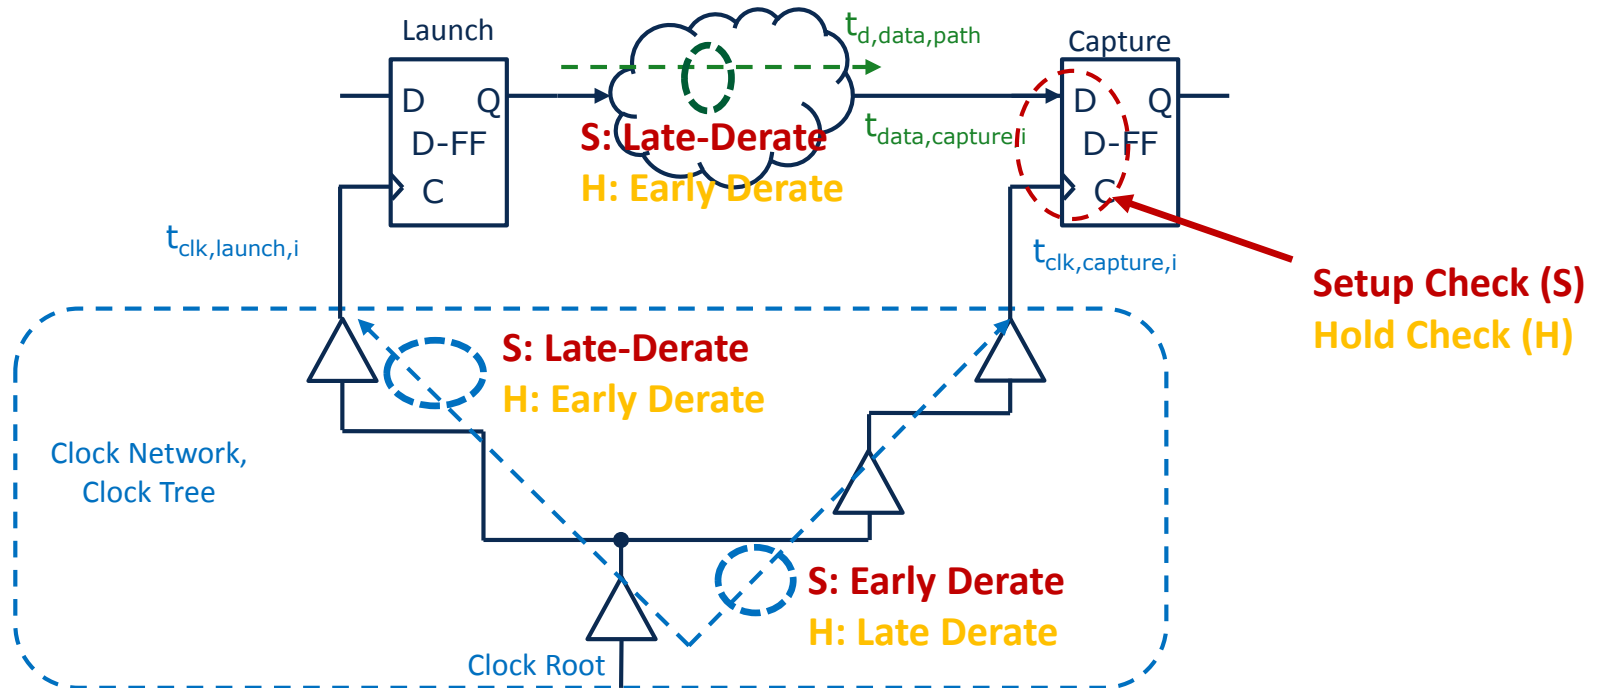 Launch
t_d,data,path
Capture
D Q
D-FF
C
S: Late-Derate
H: Early Derate
t_data,capture,i
D Q
D-FF
C
t_clk,launch,i
t_clk,capture,i
Setup Check (S)
Hold Check (H)
S: Late-Derate
H: Early Derate
Clock Network,
Clock Tree
S: Early Derate
H: Late Derate
Clock Root